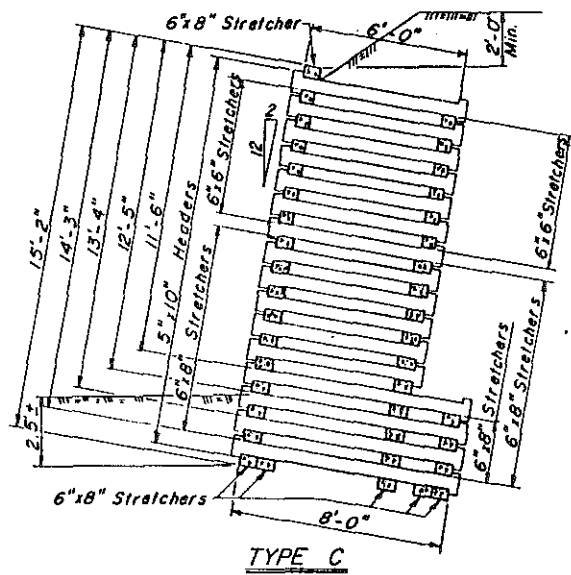 6"x8" Stretcher
6'-0"
2'-0"
Min.
2
12
6"x6" Stretchers
6"x6" Stretchers
15'-2"
14'-3"
13'-4"
12'-5"
11'-6"
5"x10" Headers
6"x8" Stretchers
6"x8" Stretchers
6"x8" Stretchers
2.5'±
6"x8" Stretchers
8'-0"
TYPE C